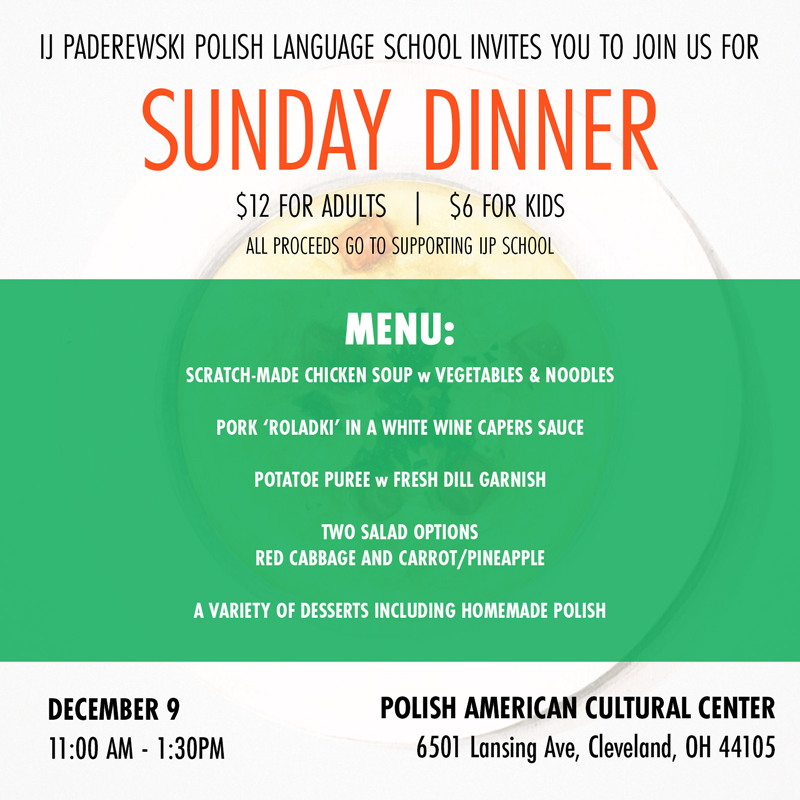 IJ PADEREWSKI POLISH LANGUAGE SCHOOL INVITES YOU TO JOIN US FOR
SUNDAY DINNER
$12 FOR ADULTS | $6 FOR KIDS
ALL PROCEEDS GO TO SUPPORTING IJP SCHOOL
MENU:
SCRATCH-MADE CHICKEN SOUP w VEGETABLES & NOODLES
PORK ‘ROLADKI’ IN A WHITE WINE CAPERS SAUCE
POTATOE PUREE w FRESH DILL GARNISH
TWO SALAD OPTIONS
RED CABBAGE AND CARROT/PINEAPPLE
A VARIETY OF DESSERTS INCLUDING HOMEMADE POLISH
DECEMBER 9
11:00 AM - 1:30PM
POLISH AMERICAN CULTURAL CENTER
6501 Lansing Ave, Cleveland, OH 44105